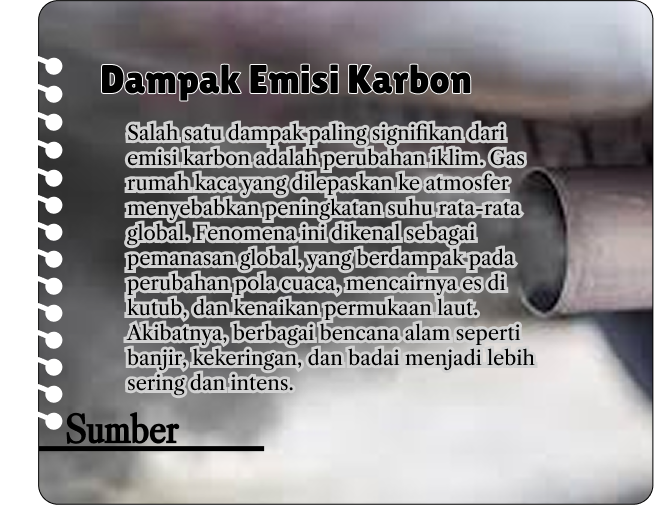 Dampak Emisi Karbon
Salah satu dampak paling signifikan dari
emisi karbon adalah perubahan iklim. Gas
rumah kaca yang dilepaskan ke atmosfer
menyebabkan peningkatan suhu rata-rata
global. Fenomena ini dikenal sebagai
pemanasan global, yang berdampak pada
perubahan pola cuaca, mencairnya es di
kutub, dan kenaikan permukaan laut.
Akibatnya, berbagai bencana alam seperti
banjir, kekeringan, dan badai menjadi lebih
sering dan intens.
Sumber